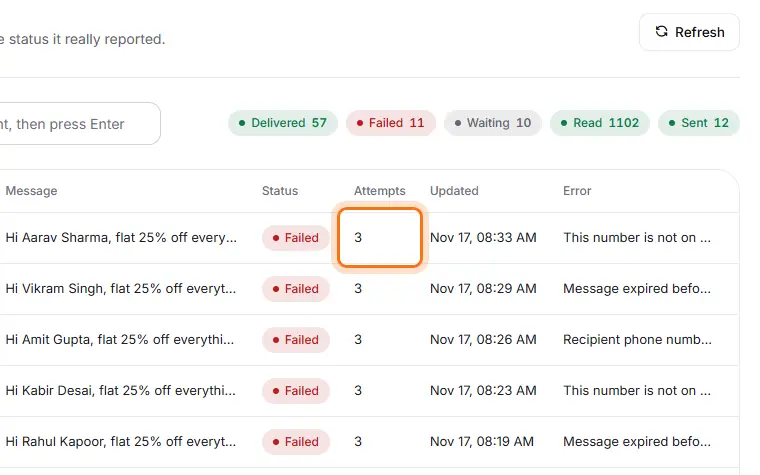 e status it really reported.
Refresh
nt, then press Enter
Delivered 57
Failed 11
Waiting 10
Read 1102
Sent 12
Message Status Attempts Updated Error
Hi Aarav Sharma, flat 25% off every... Failed 3 Nov 17, 08:33 AM This number is not on ...
Hi Vikram Singh, flat 25% off everyt... Failed 3 Nov 17, 08:29 AM Message expired befo...
Hi Amit Gupta, flat 25% off everythi... Failed 3 Nov 17, 08:26 AM Recipient phone numb...
Hi Kabir Desai, flat 25% off everythi... Failed 3 Nov 17, 08:23 AM This number is not on ...
Hi Rahul Kapoor, flat 25% off everyt... Failed 3 Nov 17, 08:19 AM Message expired befo...